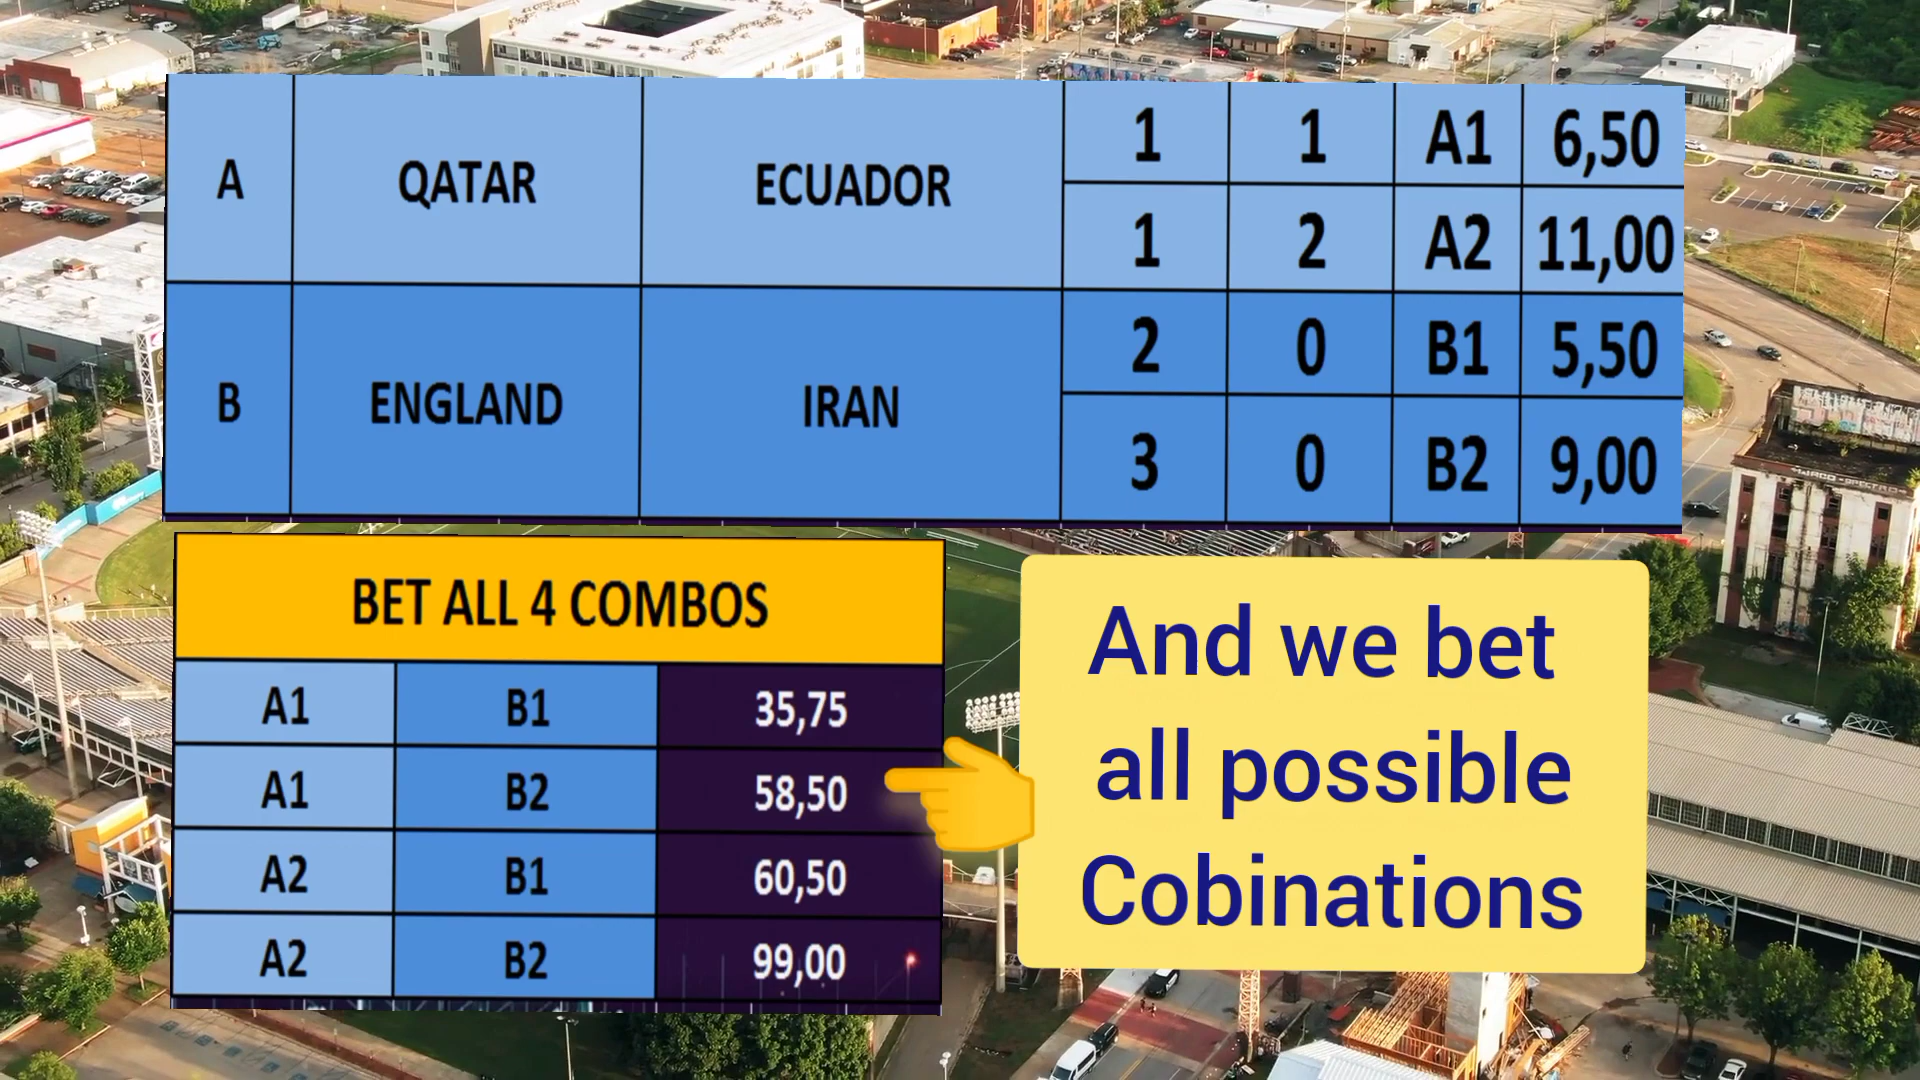 A QATAR ECUADOR 1 1 A1 6,50
1 2 A2 11,00
B ENGLAND IRAN 2 0 B1 5,50
3 0 B2 9,00
BET ALL 4 COMBOS
A1 B1 35,75
A1 B2 58,50
A2 B1 60,50
A2 B2 99,00
And we bet
all possible
Cobinations